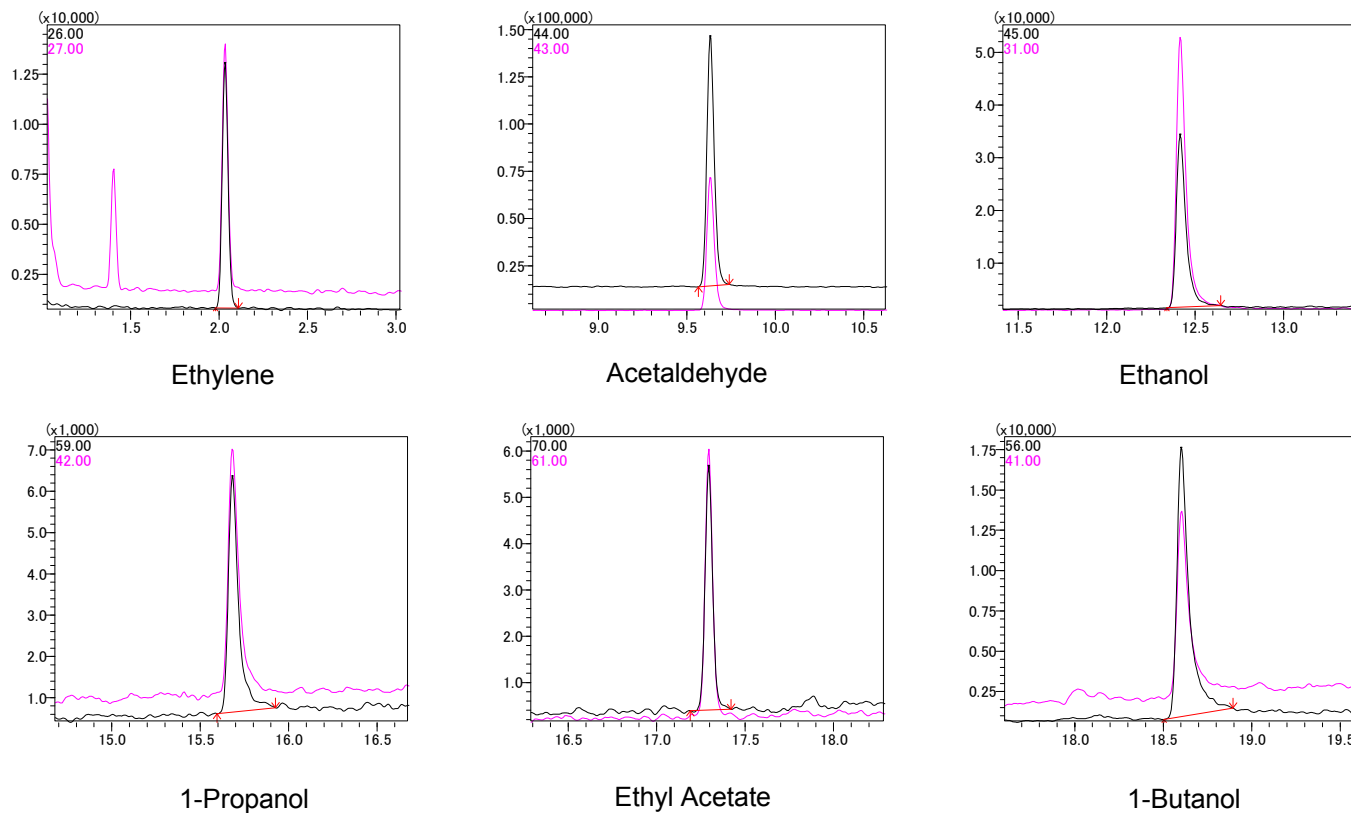 (x10,000)
26.00
27.00
1.25
1.00
0.75
0.50
0.25
1.5 2.0 2.5 3.0
Ethylene
(x100,000)
1.50
44.00
43.00
1.25
1.00
0.75
0.50
0.25
9.0 9.5 10.0 10.5
Acetaldehyde
(x10,000)
45.00
31.00
5.0
4.0
3.0
2.0
1.0
11.5 12.0 12.5 13.0
Ethanol
(x1,000)
7.0
59.00
42.00
6.0
5.0
4.0
3.0
2.0
1.0
15.0 15.5 16.0 16.5
1-Propanol
(x1,000)
6.0
70.00
61.00
5.0
4.0
3.0
2.0
1.0
16.5 17.0 17.5 18.0
Ethyl Acetate
(x10,000)
1.75
56.00
41.00
1.50
1.25
1.00
0.75
0.50
0.25
18.0 18.5 19.0 19.5
1-Butanol